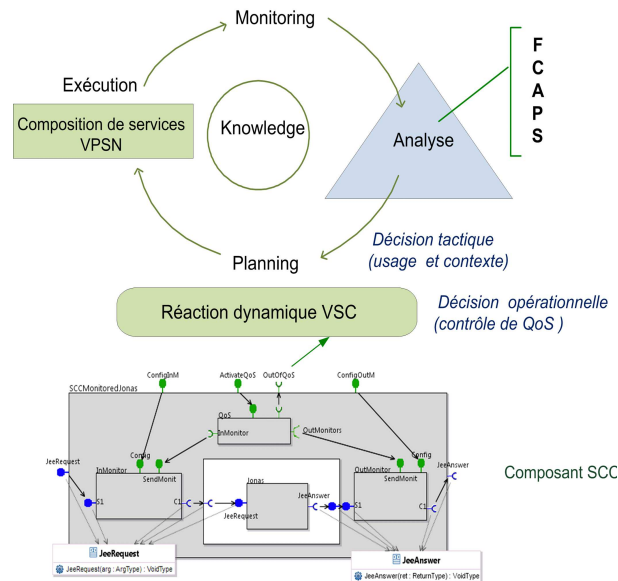 Monitoring
F
C
A
P
S
Exécution
Composition de services
VPSN
Knowledge
Analyse
Décision tactique
(usage et contexte)
Planning
Réaction dynamique VSC
Décision opérationnelle
(contrôle de QoS )
ConfigInM
ActivateQoS
OutOfQoS
ConfigOutM
SCCMonitoredJonas
QoS
InMonitor
OutMonitors
Config
Config
JeeRequest
InMonitor
SendMonit
Jonas
OutMonitor
SendMonit
JeeAnswer
Composant SCC
S1
C1
JeeRequest
JeeAnswer
S1
C1
JeeRequest
JeeRequest(arg : ArgType) : VoidType
JeeAnswer
JeeAnswer(ret : ReturnType) : VoidType